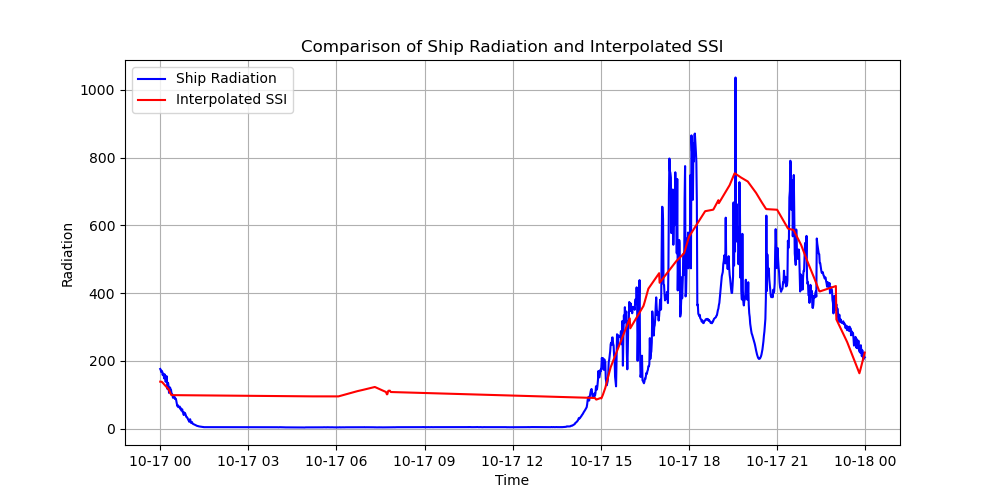 Comparison of Ship Radiation and Interpolated SSI
Ship Radiation
Interpolated SSI
Radiation
1000
800
600
400
200
0
10-17 00 10-17 03 10-17 06 10-17 09 10-17 12 10-17 15 10-17 18 10-17 21 10-18 00
Time